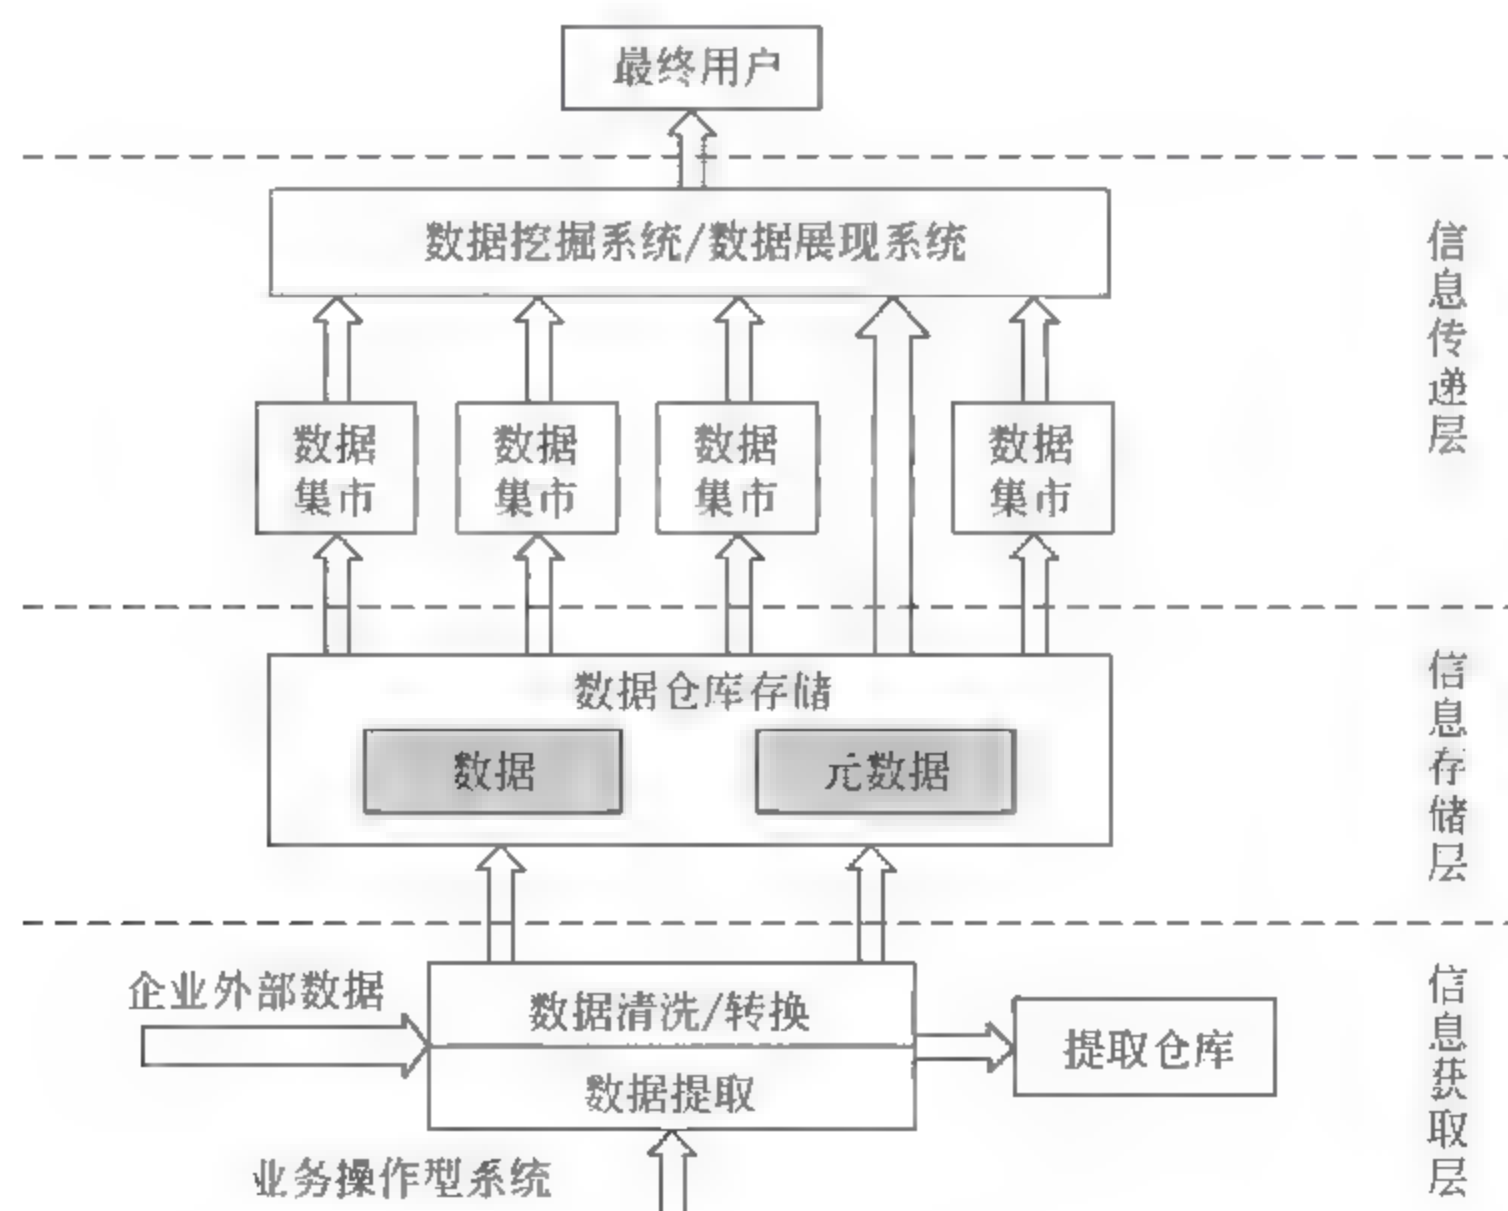 最终用户
数据挖掘系统/数据展现系统
信息传递层
数据
集市
数据
集市
数据
集市
数据
集市
数据仓库存储
数据
元数据
信息存储层
企业外部数据
数据清洗/转换
数据提取
提取仓库
信息获取层
业务操作型系统